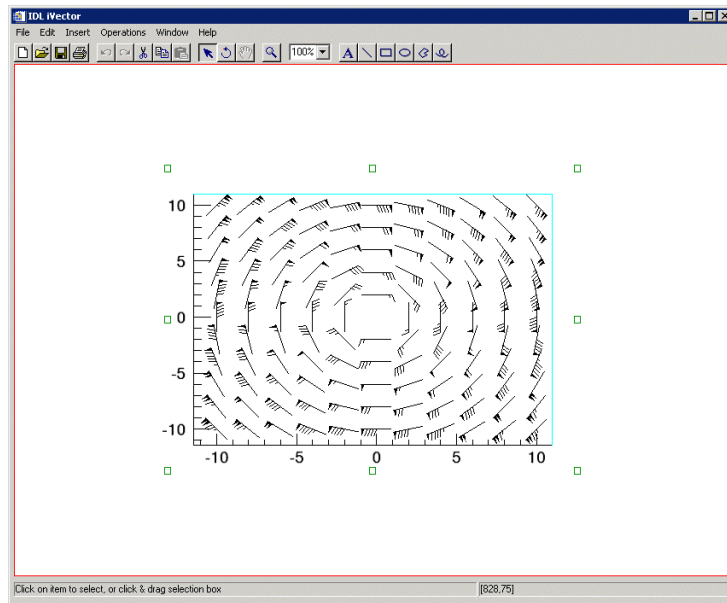 IDL iVector
File Edit Insert Operations Window Help
100% A
10
5
0
-5
-10
-10 -5 0 5 10
Click on item to select, or click & drag selection box [828,75]